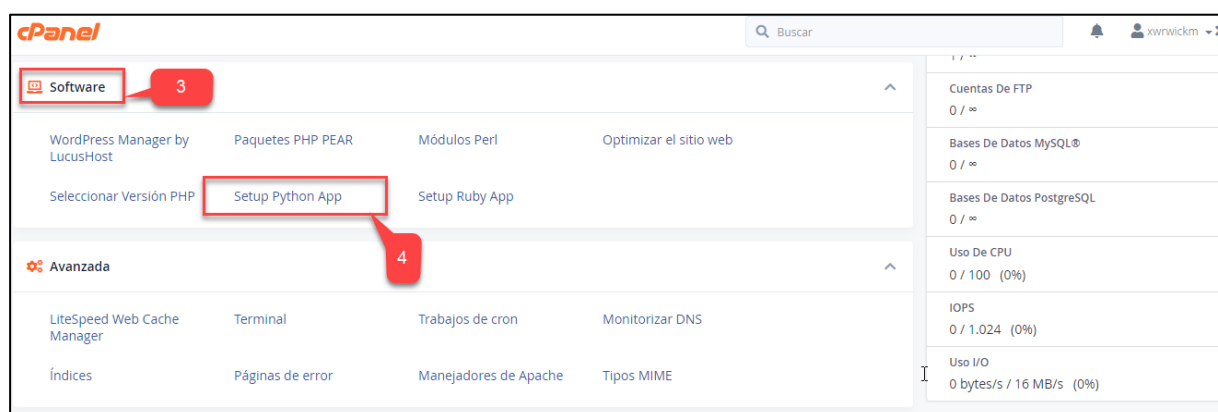 cPanel
Buscar
xwrwickm
Software
3
WordPress Manager by
LucusHost
Paquetes PHP PEAR
Módulos Perl
Optimizar el sitio web
Seleccionar Versión PHP
Setup Python App
Setup Ruby App
4
Avanzada
LiteSpeed Web Cache
Manager
Terminal
Trabajos de cron
Monitorizar DNS
Índices
Páginas de error
Manejadores de Apache
Tipos MIME
Cuentas De FTP
0 / ∞
Bases De Datos MySQL®
0 / ∞
Bases De Datos PostgreSQL
0 / ∞
Uso De CPU
0 / 100 (0%)
IOPS
0 / 1.024 (0%)
Uso I/O
0 bytes/s / 16 MB/s (0%)